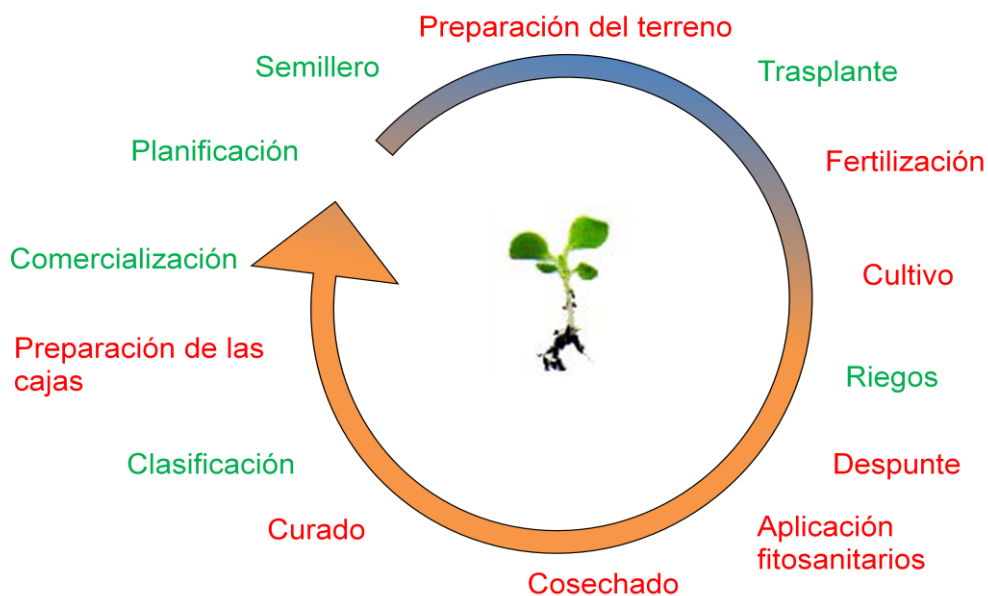 Preparación del terreno
Semillero
Trasplante
Planificación
Fertilización
Comercialización
Cultivo
Preparación de las
cajas
Riegos
Clasificación
Despunte
Curado
Aplicación
fitosanitarios
Cosechado